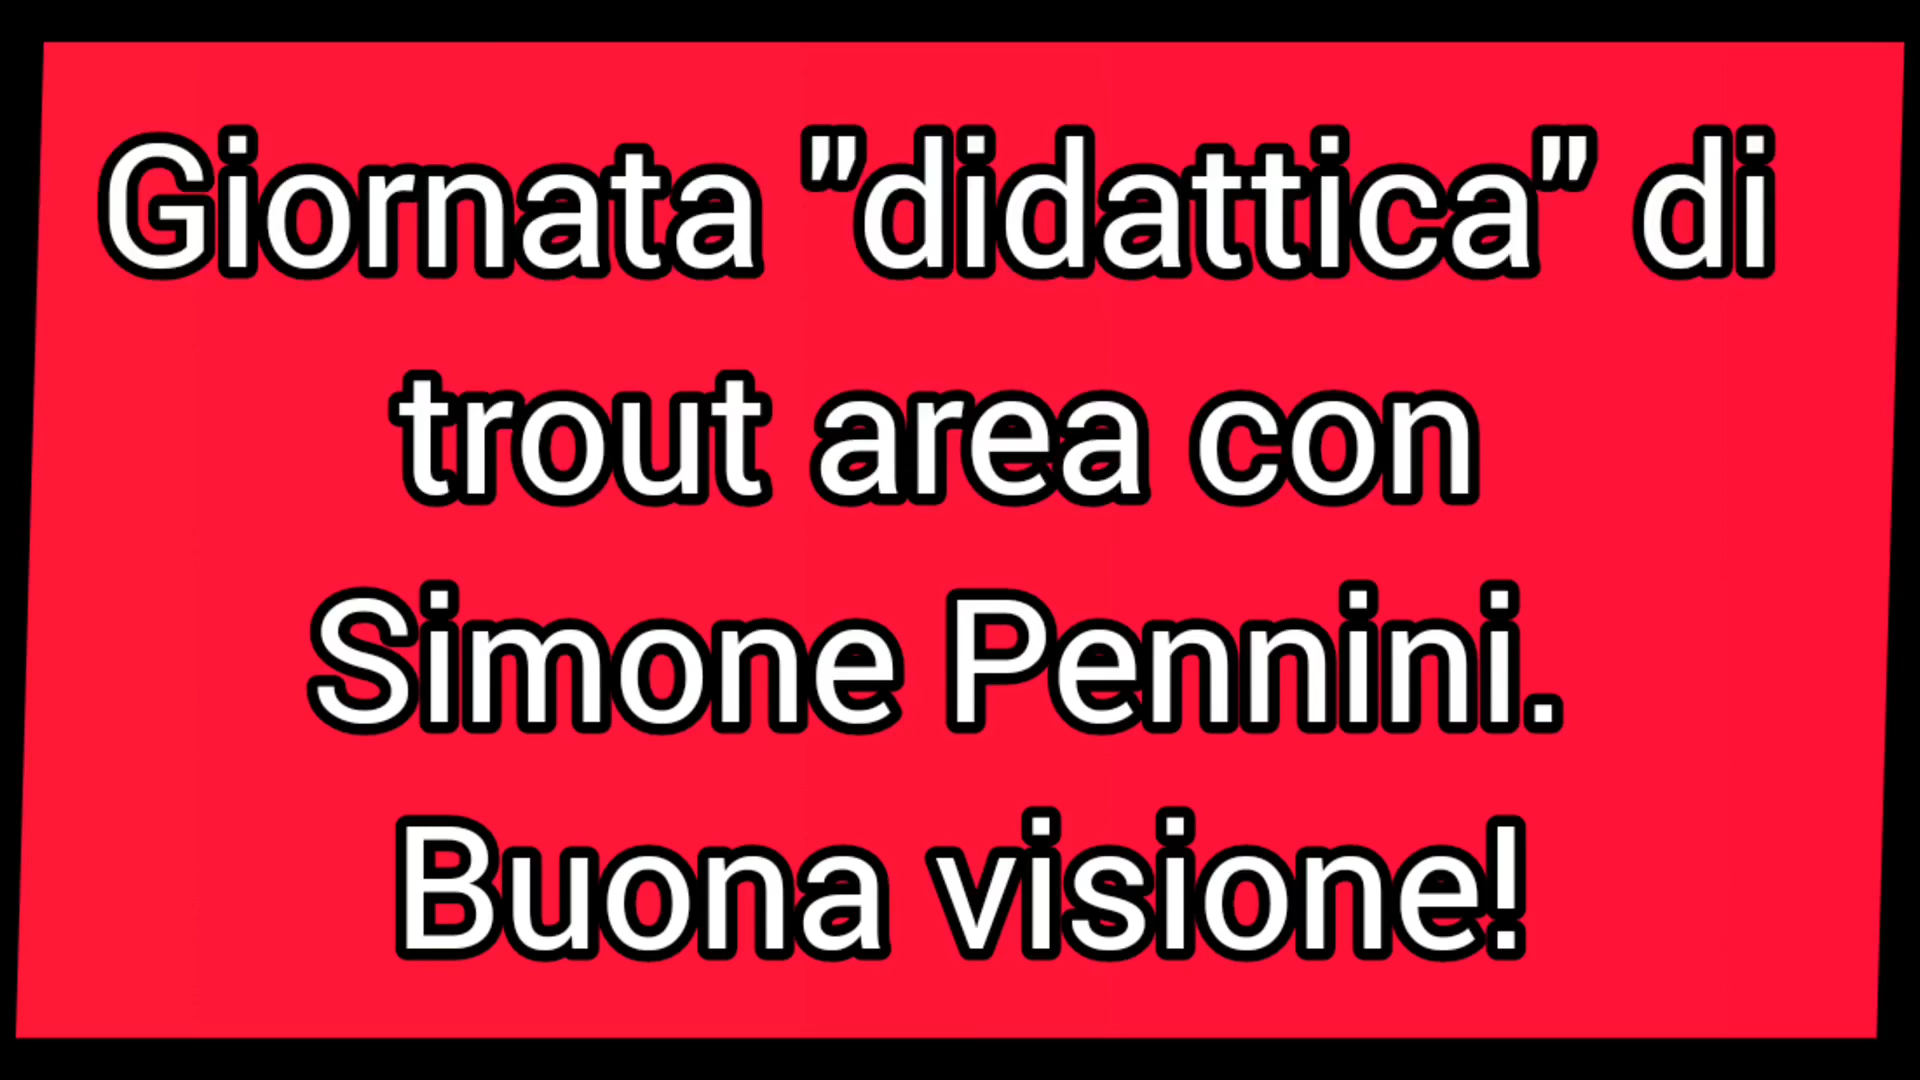 Giornata "didattica" di
trout area con
Simone Pennini.
Buona visione!